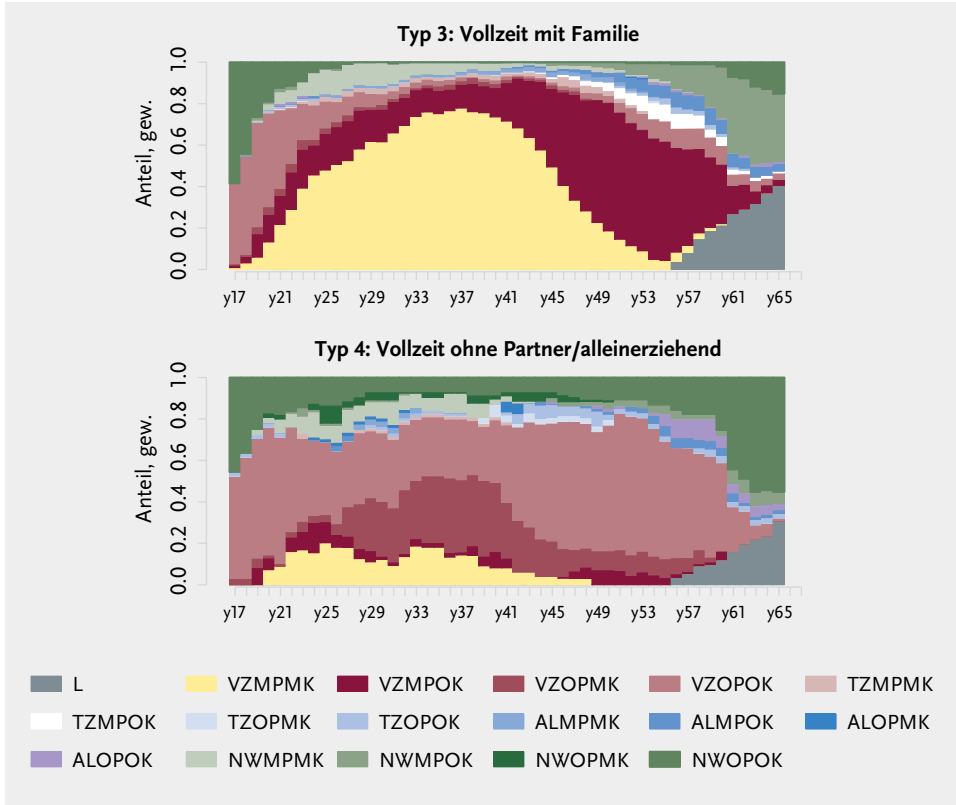 Typ 3: Vollzeit mit Familie
Anteil, gew.
1.0
0.8
0.6
0.4
0.2
0.0
y17 y21 y25 y29 y33 y37 y41 y45 y49 y53 y57 y61 y65
Typ 4: Vollzeit ohne Partner/alleinerziehend
Anteil, gew.
1.0
0.8
0.6
0.4
0.2
0.0
y17 y21 y25 y29 y33 y37 y41 y45 y49 y53 y57 y61 y65
L VZMPMK VZMPOK VZOPMK VZOPOK TZMPMK
TZMPOK TZOPMK TZOPOK ALMPMK ALMPOK ALOPMK
ALOPOK NWMPMK NWMPOK NWOPMK NWOPOK